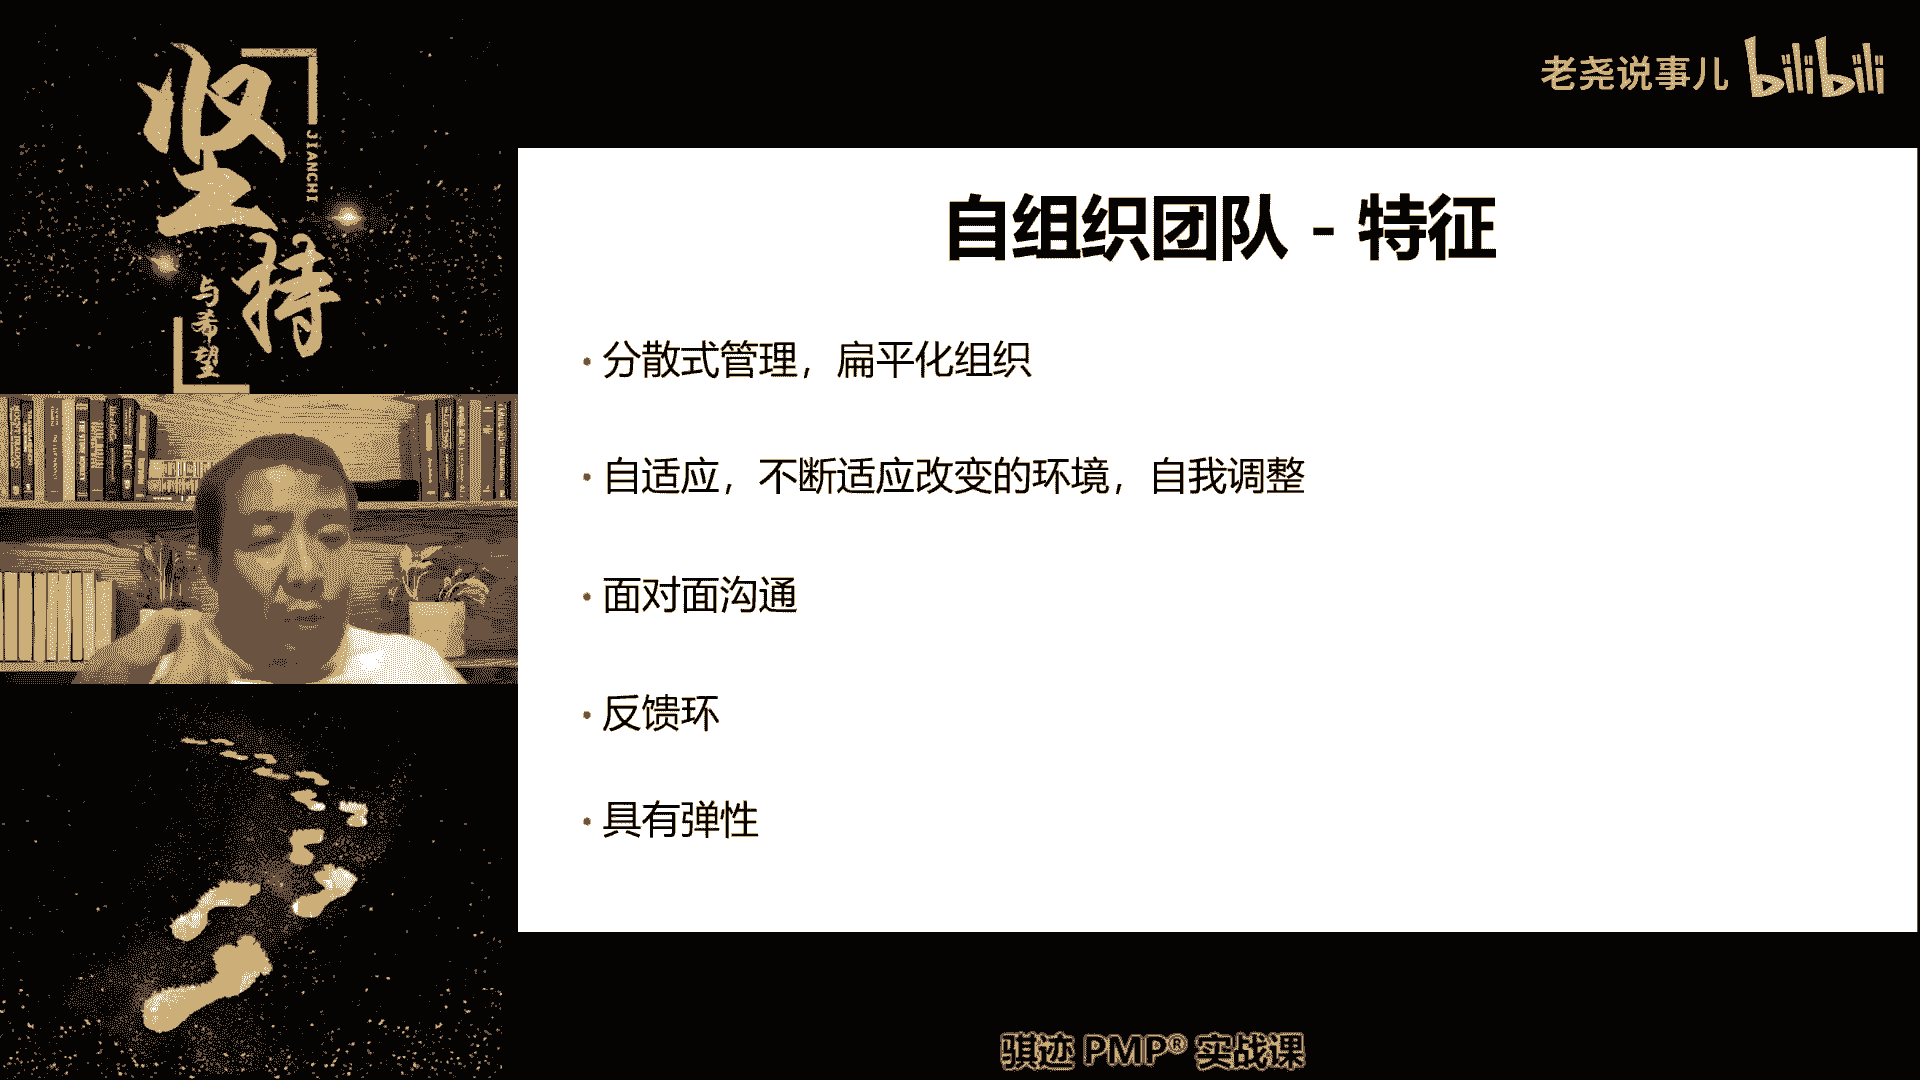 坚持
JIANCHI
与希望
老尧说事儿 bilibili
自组织团队 - 特征
• 分散式管理，扁平化组织
• 自适应，不断适应改变的环境，自我调整
• 面对面沟通
• 反馈环
• 具有弹性
骐迹 PMP® 实战课